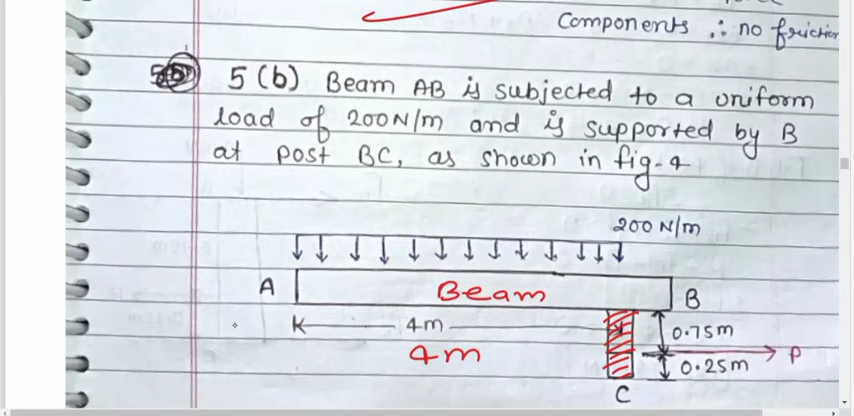 Components ∴ no friction
5 (b) Beam AB is subjected to a uniform
load of 200 N/m and is supported by B
at post BC, as shown in fig-4
200 N/m
A Beam B
4m 0.75m
4m P
0.25m
C